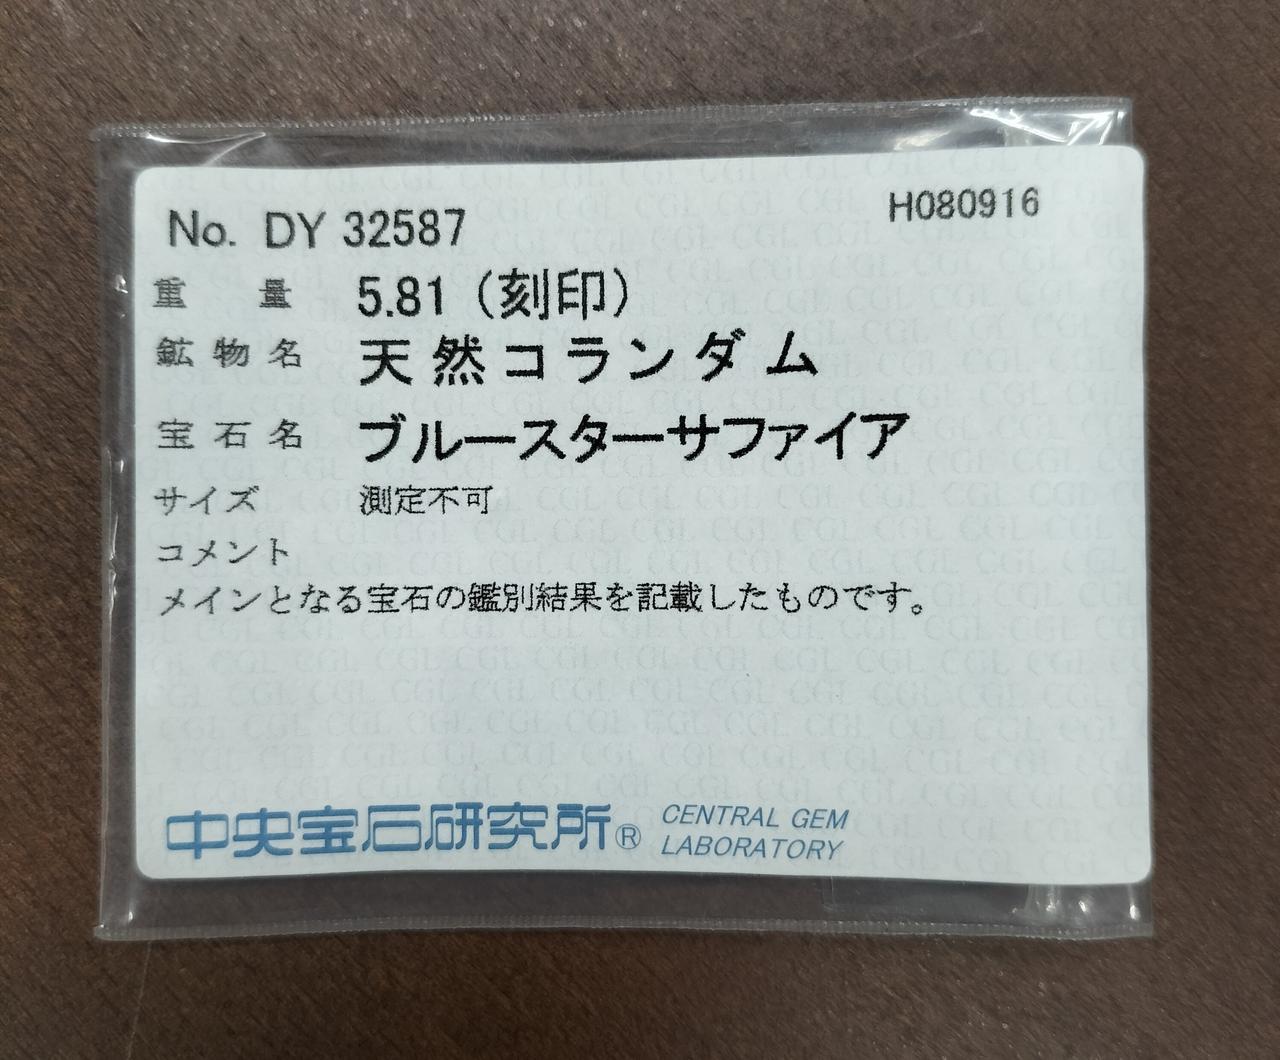 No. DY 32587
H080916
重量 5.81 (刻印)
鉱物名 天然コランダム
宝石名 ブルースターサファイア
サイズ 測定不可
コメント
メインとなる宝石の鑑別結果を記載したものです。
中央宝石研究所® CENTRAL GEM
LABORATORY